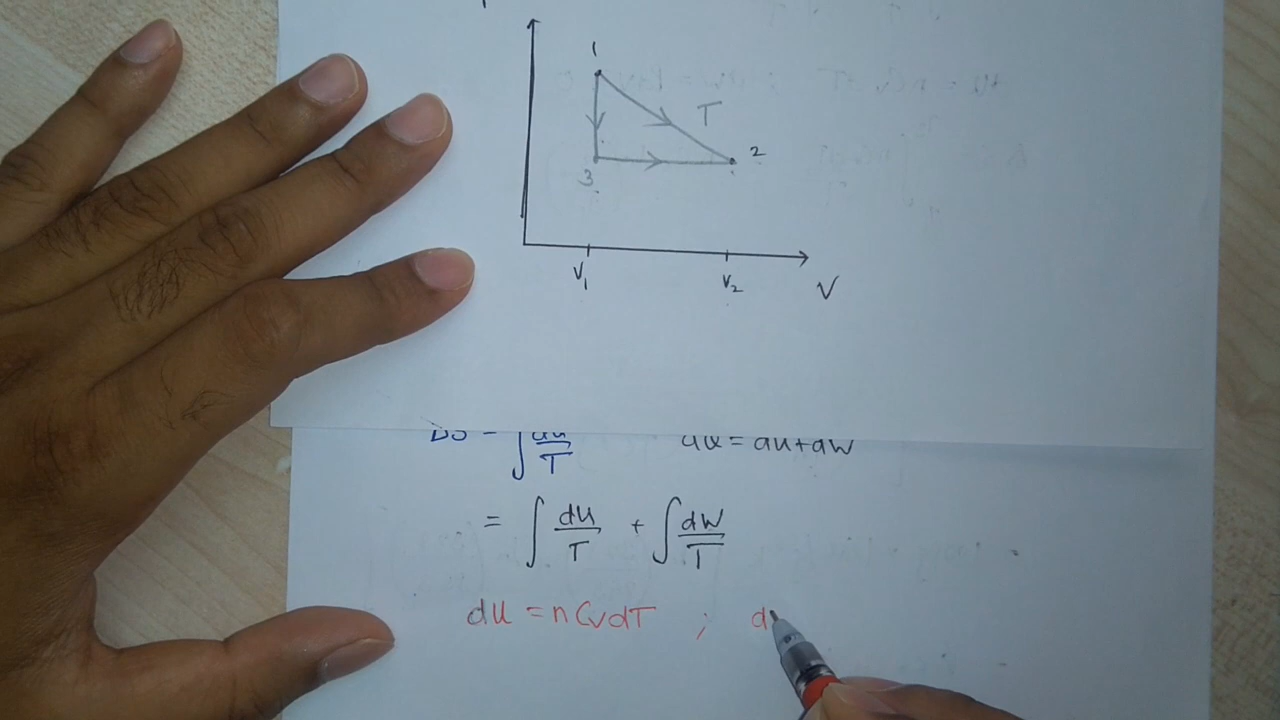 1
T
2
3
V₁ V₂ V
= ∫ du/T + ∫ dW/T
du = nCvdT ; d